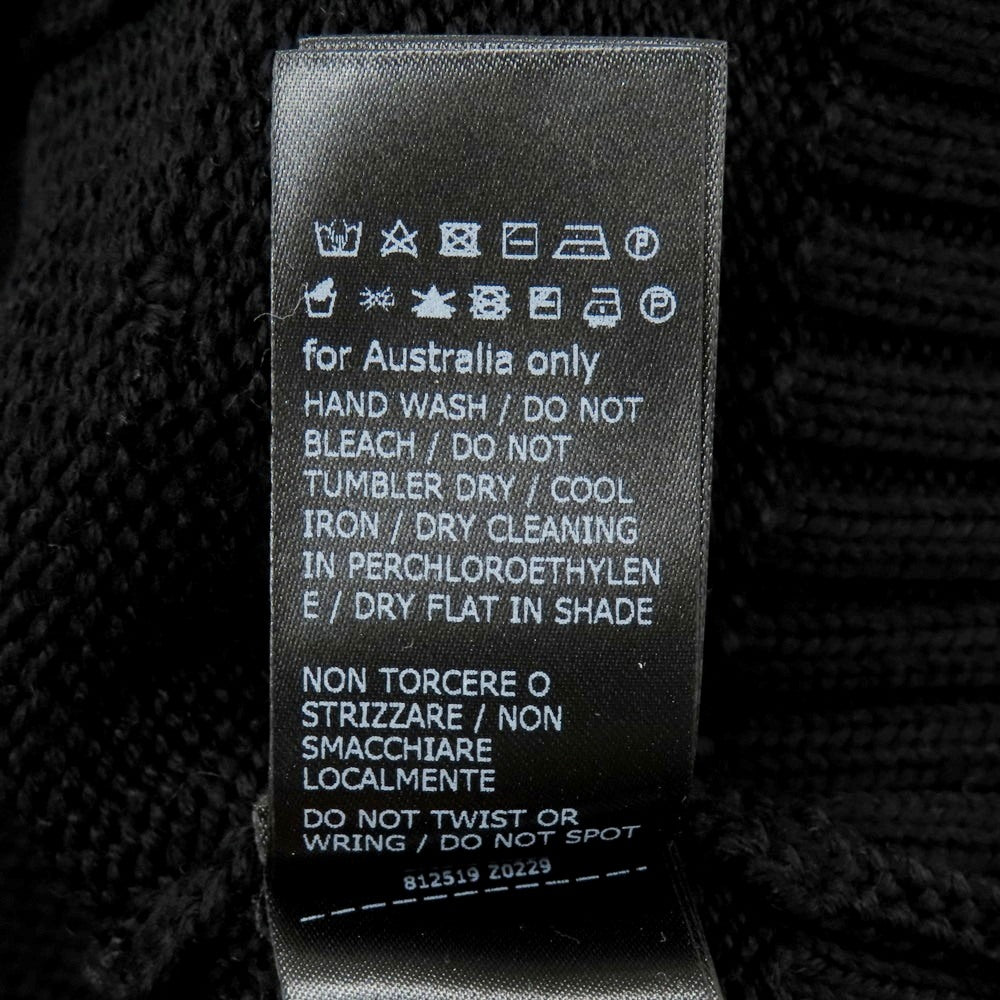 P
P
for Australia only
HAND WASH / DO NOT
BLEACH / DO NOT
TUMBLER DRY / COOL
IRON / DRY CLEANING
IN PERCHLOROETHYLEN
E / DRY FLAT IN SHADE
NON TORCERE O
STRIZZARE / NON
SMACCHIARE
LOCALMENTE
DO NOT TWIST OR
WRING / DO NOT SPOT
812519 Z0229